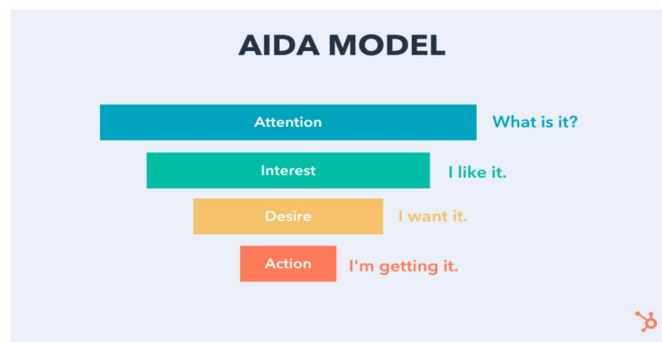 AIDA MODEL
Attention
What is it?
Interest
I like it.
Desire
I want it.
Action
I'm getting it.